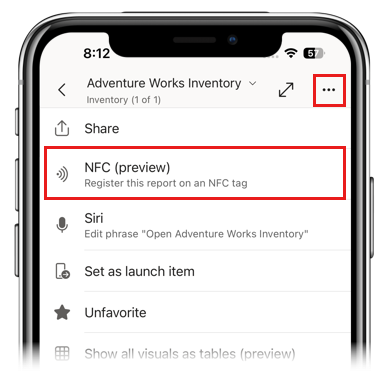 8:12
57
Adventure Works Inventory
Inventory (1 of 1)
Share
NFC (preview)
Register this report on an NFC tag
Siri
Edit phrase "Open Adventure Works Inventory"
Set as launch item
Unfavorite
Show all visuals as tables (preview)